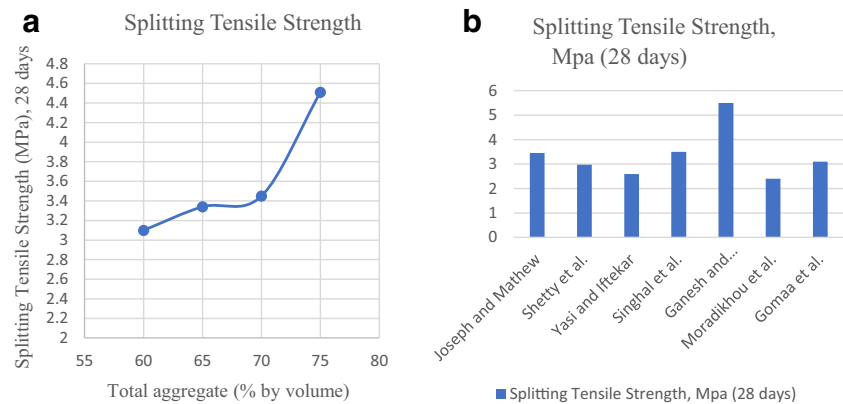 a
Splitting Tensile Strength
Splitting Tensile Strength (MPa), 28 days
4.8
4.6
4.4
4.2
4
3.8
3.6
3.4
3.2
3
2.8
2.6
2.4
2.2
2
55
60
65
70
75
80
Total aggregate (% by volume)
b
Splitting Tensile Strength,
Mpa (28 days)
6
5
4
3
2
1
0
Joseph and Mathew
Shetty et al.
Yasi and Iftekar
Singhal et al.
Ganesh and...
Moradikhou et al.
Gomaa et al.
Splitting Tensile Strength, Mpa (28 days)